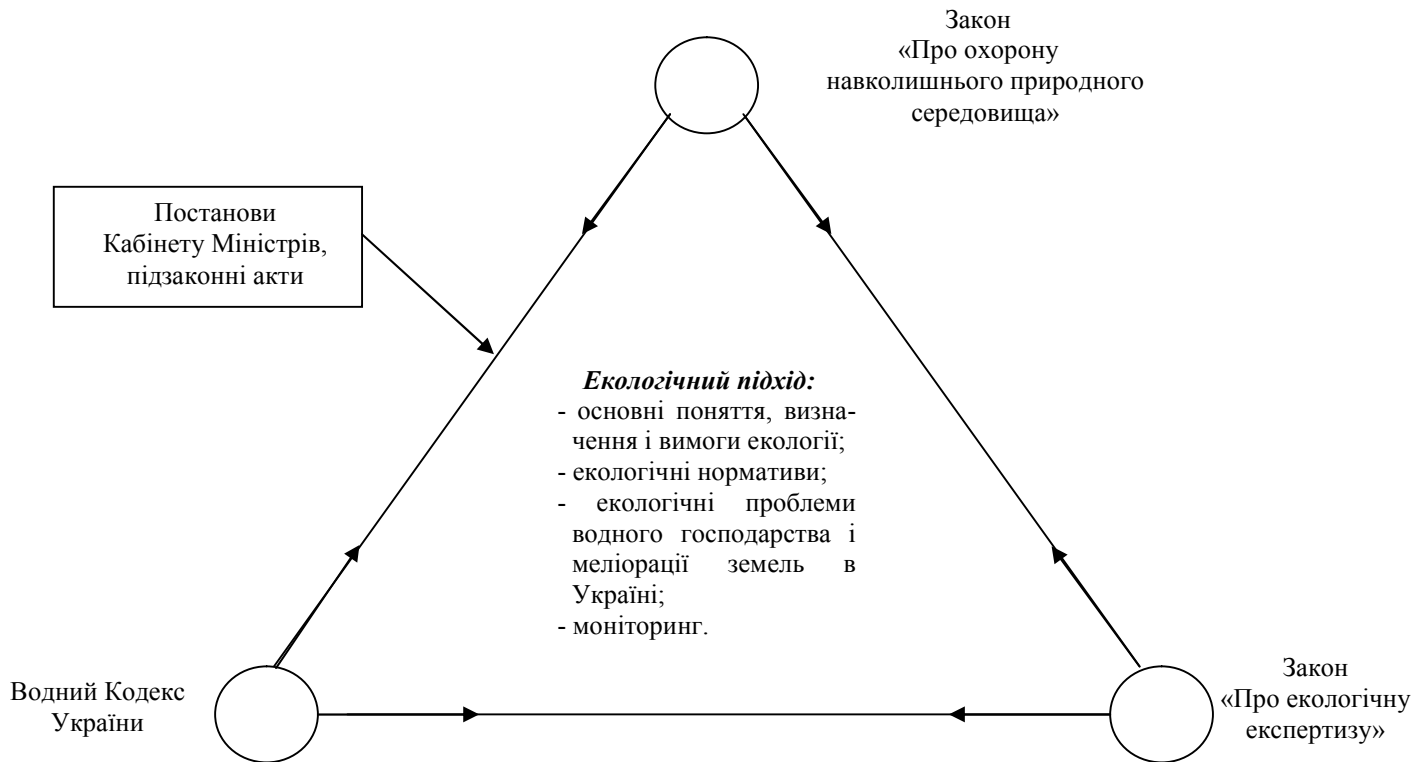 Закон
«Про охорону
навколишнього природного
середовища»
Постанови
Кабінету Міністрів,
підзаконні акти
Екологічний підхід:
- основні поняття, визна-
чення і вимоги екології;
- екологічні нормативи;
- екологічні проблеми
водного господарства і
меліорації земель в
Україні;
- моніторинг.
Водний Кодекс
України
Закон
«Про екологічну
експертизу»